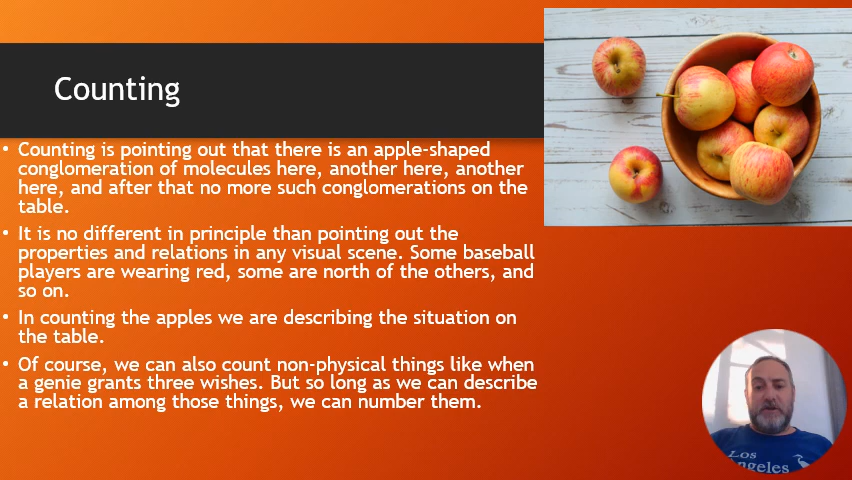 Counting
• Counting is pointing out that there is an apple-shaped
conglomeration of molecules here, another here, another
here, and after that no more such conglomerations on the
table.
• It is no different in principle than pointing out the
properties and relations in any visual scene. Some baseball
players are wearing red, some are north of the others, and
so on.
• In counting the apples we are describing the situation on
the table.
• Of course, we can also count non-physical things like when
a genie grants three wishes. But so long as we can describe
a relation among those things, we can number them.
Los
Angeles